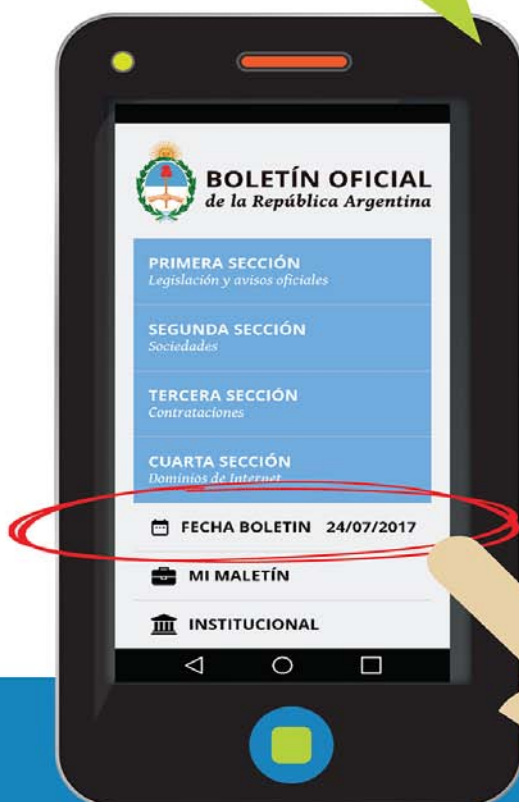 BOLETÍN OFICIAL
de la República Argentina
PRIMERA SECCIÓN
Legislación y avisos oficiales
SEGUNDA SECCIÓN
Sociedades
TERCERA SECCIÓN
Contrataciones
CUARTA SECCIÓN
Dominios de Internet
FECHA BOLETIN 24/07/2017
MI MALETÍN
INSTITUCIONAL